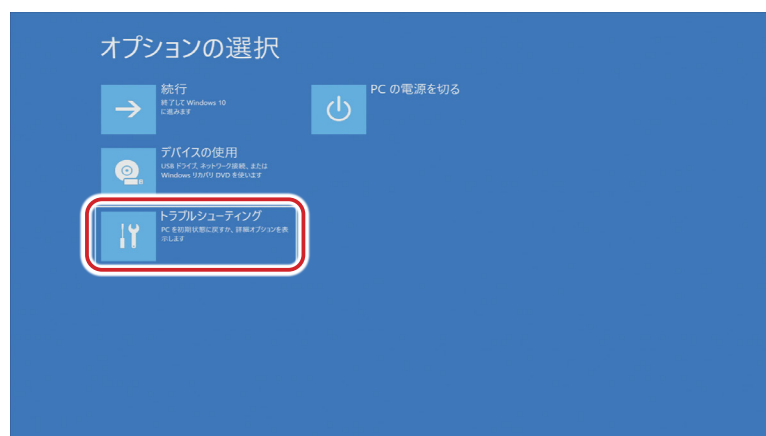 オプションの選択
続行
終了して Windows 10
に進みます
PC の電源を切る
デバイスの使用
USB ドライブ、ネットワーク接続、または
Windows リカバリ DVD を使います
トラブルシューティング
PC を初期状態に戻すか、詳細オプションを表
示します